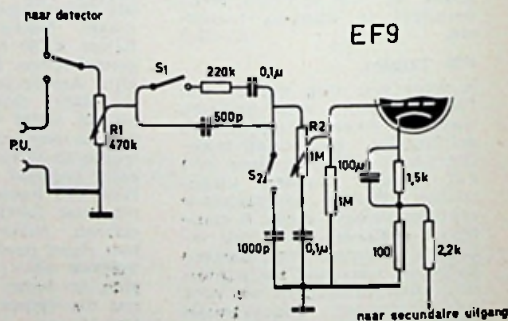 naar detector
EF9
S1
220k
0,1µ
P.U.
R1
470k
500p
R2
1M
S2
100µ
1,5k
1M
1000p
0,1µ
100
2,2k
naar secundaire uitgang